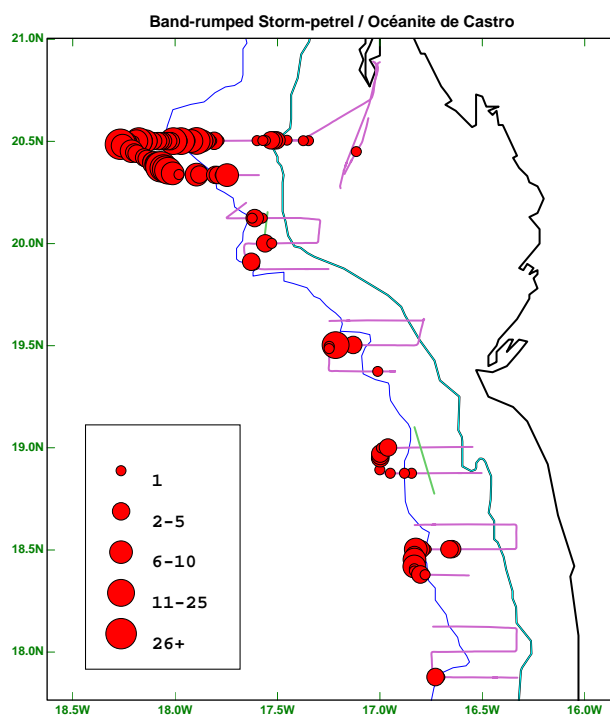 Band-rumped Storm-petrel / Océanite de Castro
21.0N
20.5N
20.0N
19.5N
19.0N
18.5N
18.0N
1
2-5
6-10
11-25
26+
18.5W
18.0W
17.5W
17.0W
16.5W
16.0W